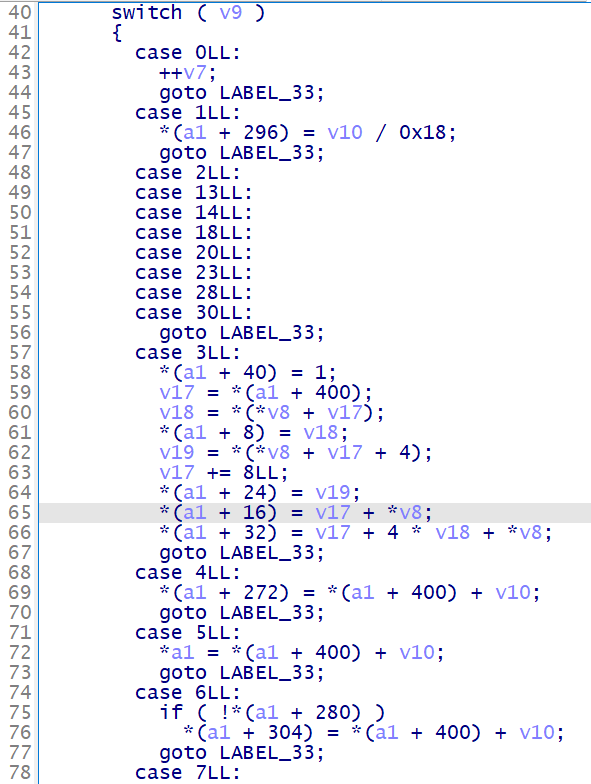 40 switch ( v9 )
41 {
42 case 0LL:
43 ++v7;
44 goto LABEL_33;
45 case 1LL:
46 *(a1 + 296) = v10 / 0x18;
47 goto LABEL_33;
48 case 2LL:
49 case 13LL:
50 case 14LL:
51 case 18LL:
52 case 20LL:
53 case 23LL:
54 case 28LL:
55 case 30LL:
56 goto LABEL_33;
57 case 3LL:
58 *(a1 + 40) = 1;
59 v17 = *(a1 + 400);
60 v18 = *(*v8 + v17);
61 *(a1 + 8) = v18;
62 v19 = *(*v8 + v17 + 4);
63 v17 += 8LL;
64 *(a1 + 24) = v19;
65 *(a1 + 16) = v17 + *v8;
66 *(a1 + 32) = v17 + 4 * v18 + *v8;
67 goto LABEL_33;
68 case 4LL:
69 *(a1 + 272) = *(a1 + 400) + v10;
70 goto LABEL_33;
71 case 5LL:
72 *a1 = *(a1 + 400) + v10;
73 goto LABEL_33;
74 case 6LL:
75 if ( !*(a1 + 280) )
76 *(a1 + 304) = *(a1 + 400) + v10;
77 goto LABEL_33;
78 case 7LL: